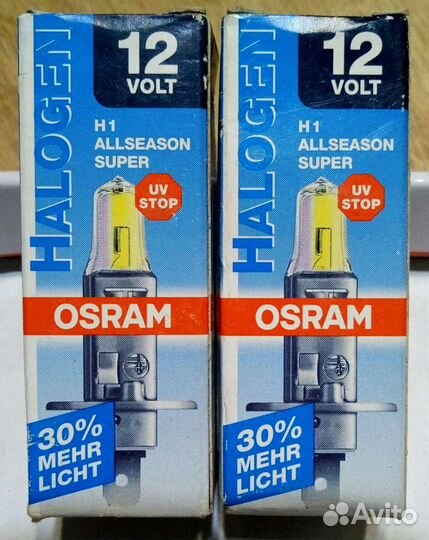 HALOGEN
12
VOLT
H1
ALLSEASON
SUPER
UV
STOP
OSRAM
30%
MEHR
LICHT
HALOGEN
12
VOLT
H1
ALLSEASON
SUPER
UV
STOP
OSRAM
30%
MEHR
LICHT
Avito